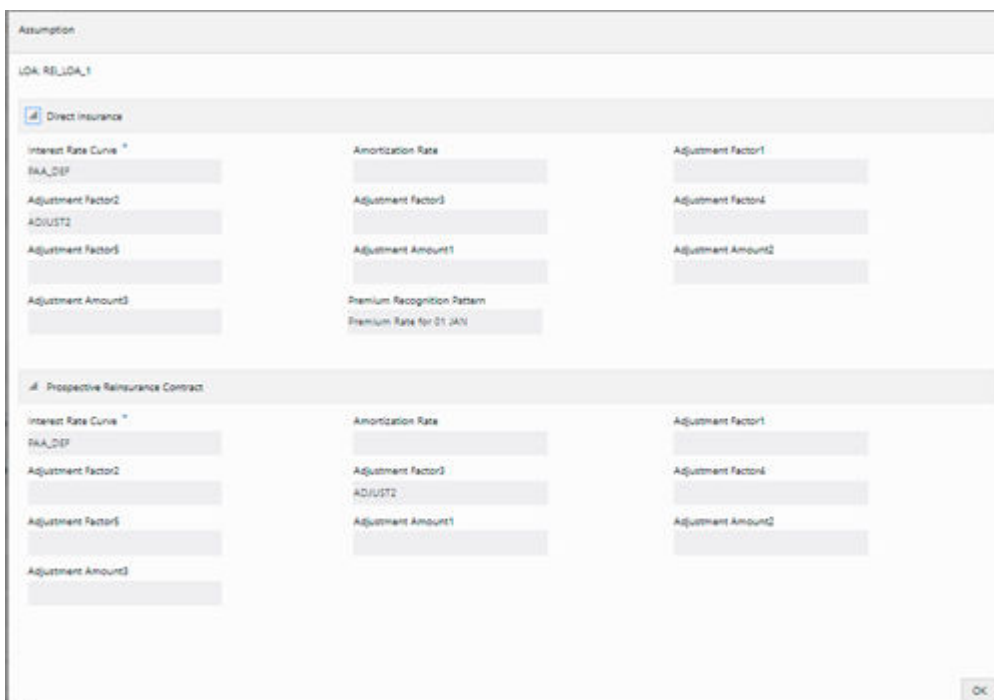 Assumption
LOA: REI_LOA_1
Direct Insurance
Interest Rate Curve * Amortization Rate Adjustment Factor1
PAA_DEF
Adjustment Factor2 Adjustment Factor3 Adjustment Factor4
ADJUST2
Adjustment Factor5 Adjustment Amount1 Adjustment Amount2
Adjustment Amount3 Premium Recognition Pattern
Premium Rate for 01 JAN
Prospective Reinsurance Contract
Interest Rate Curve * Amortization Rate Adjustment Factor1
PAA_DEF
Adjustment Factor2 Adjustment Factor3 Adjustment Factor4
ADJUST2
Adjustment Factor5 Adjustment Amount1 Adjustment Amount2
Adjustment Amount3
OK